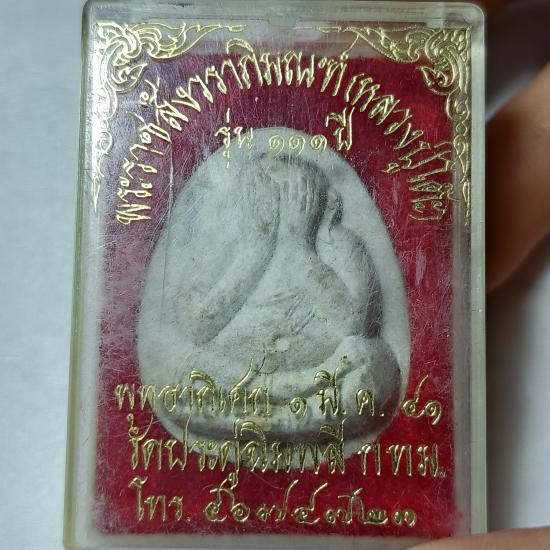 พระราชสังวราภิมณฑ์ (หลวงปู่โต๊ะ)
รุ่น ๑๑๑ ปี
พุทธาภิเศก ๑ มี.ค. ๔๑
วัดประดู่ฉิมพลี กทม.
โทร. ๕๖๗๔๗๒๓